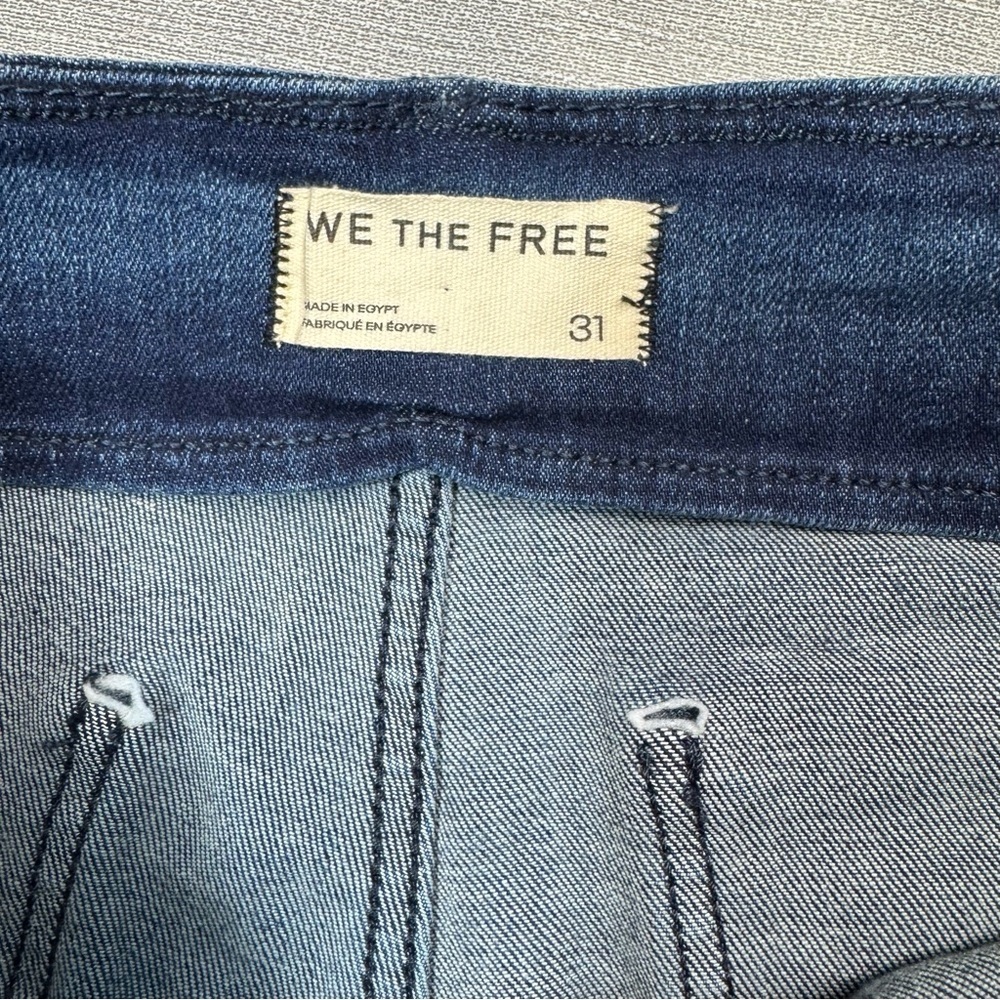 WE THE FREE
MADE IN EGYPT
FABRIQUÉ EN ÉGYPTE
31